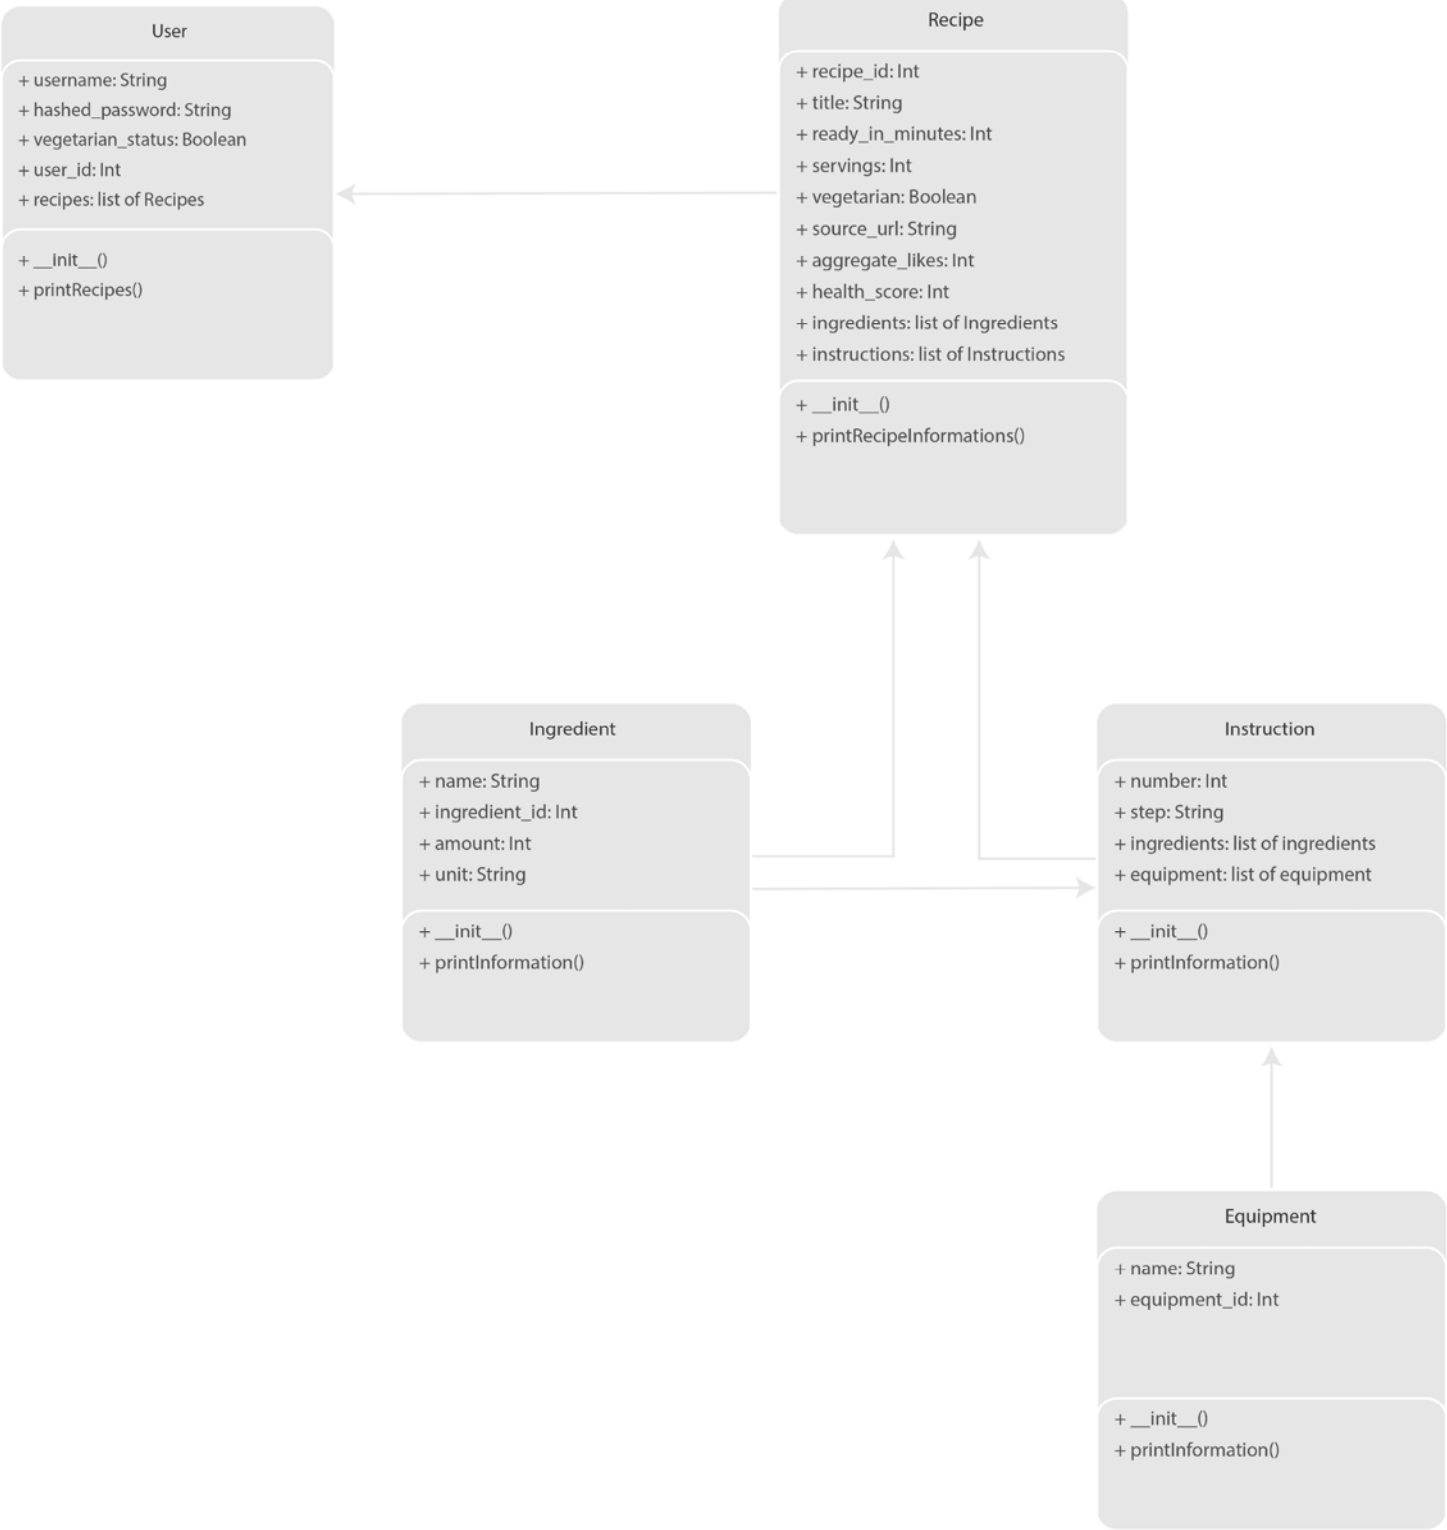 User
+ username: String
+ hashed_password: String
+ vegetarian_status: Boolean
+ user_id: Int
+ recipes: list of Recipes
+ __init__()
+ printRecipes()
Recipe
+ recipe_id: Int
+ title: String
+ ready_in_minutes: Int
+ servings: Int
+ vegetarian: Boolean
+ source_url: String
+ aggregate_likes: Int
+ health_score: Int
+ ingredients: list of Ingredients
+ instructions: list of Instructions
+ __init__()
+ printRecipeInformations()
Ingredient
+ name: String
+ ingredient_id: Int
+ amount: Int
+ unit: String
+ __init__()
+ printInformation()
Instruction
+ number: Int
+ step: String
+ ingredients: list of ingredients
+ equipment: list of equipment
+ __init__()
+ printInformation()
Equipment
+ name: String
+ equipment_id: Int
+ __init__()
+ printInformation()